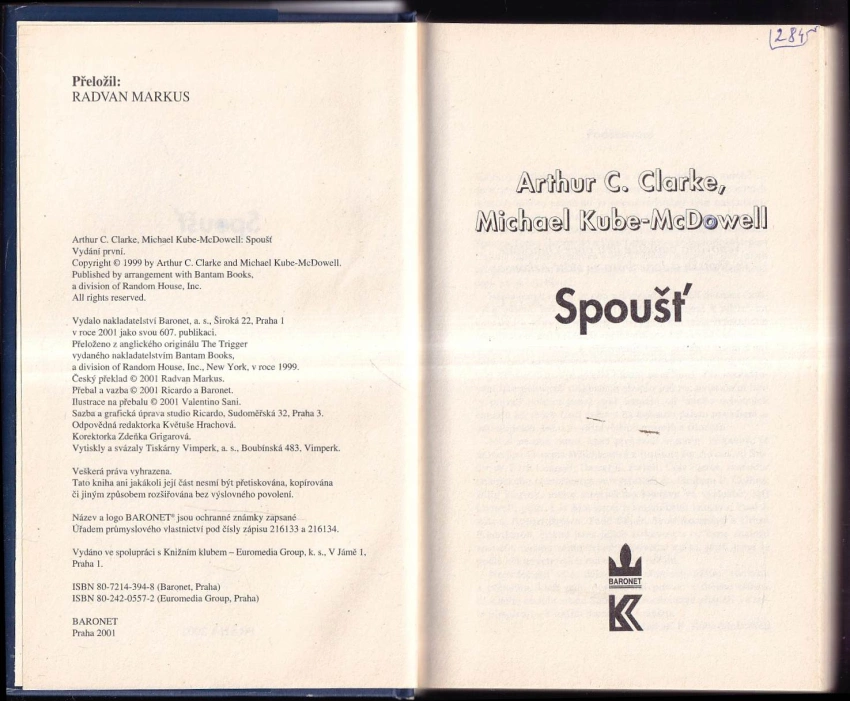 Přeložil:
RADVAN MARKUS
Arthur C. Clarke, Michael Kube-McDowell: Spoušť
Vydání první.
Copyright © 1999 by Arthur C. Clarke and Michael Kube-McDowell.
Published by arrangement with Bantam Books,
a division of Random House, Inc.
All rights reserved.
Vydalo nakladatelství Baronet, a. s., Široká 22, Praha 1
v roce 2001 jako svou 607. publikaci.
Přeloženo z anglického originálu The Trigger
vydaného nakladatelstvím Bantam Books,
a division of Random House, Inc., New York, v roce 1999.
Český překlad © 2001 Radvan Markus.
Přebal a vazba © 2001 Ricardo a Baronet.
Ilustrace na přebalu © 2001 Valentino Sani.
Sazba a grafická úprava studio Ricardo, Sudoměřská 32, Praha 3.
Odpovědná redaktorka Květuše Hrachová.
Korektorka Zdeňka Grigarová.
Vytiskly a svázaly Tiskárny Vimperk, a. s., Boubínská 483, Vimperk.
Veškerá práva vyhrazena.
Tato kniha ani jakákoli její část nesmí být přetiskována, kopírována
či jiným způsobem rozšiřována bez výslovného povolení.
Název a logo BARONET® jsou ochranné známky zapsané
Úřadem průmyslového vlastnictví pod čísly zápisu 216133 a 216134.
Vydáno ve spolupráci s Knižním klubem – Euromedia Group, k. s., V Jámě 1,
Praha 1.
ISBN 80-7214-394-8 (Baronet, Praha)
ISBN 80-242-0557-2 (Euromedia Group, Praha)
BARONET
Praha 2001
284
Arthur C. Clarke,
Michael Kube-McDowell
Spoušť
BARONET